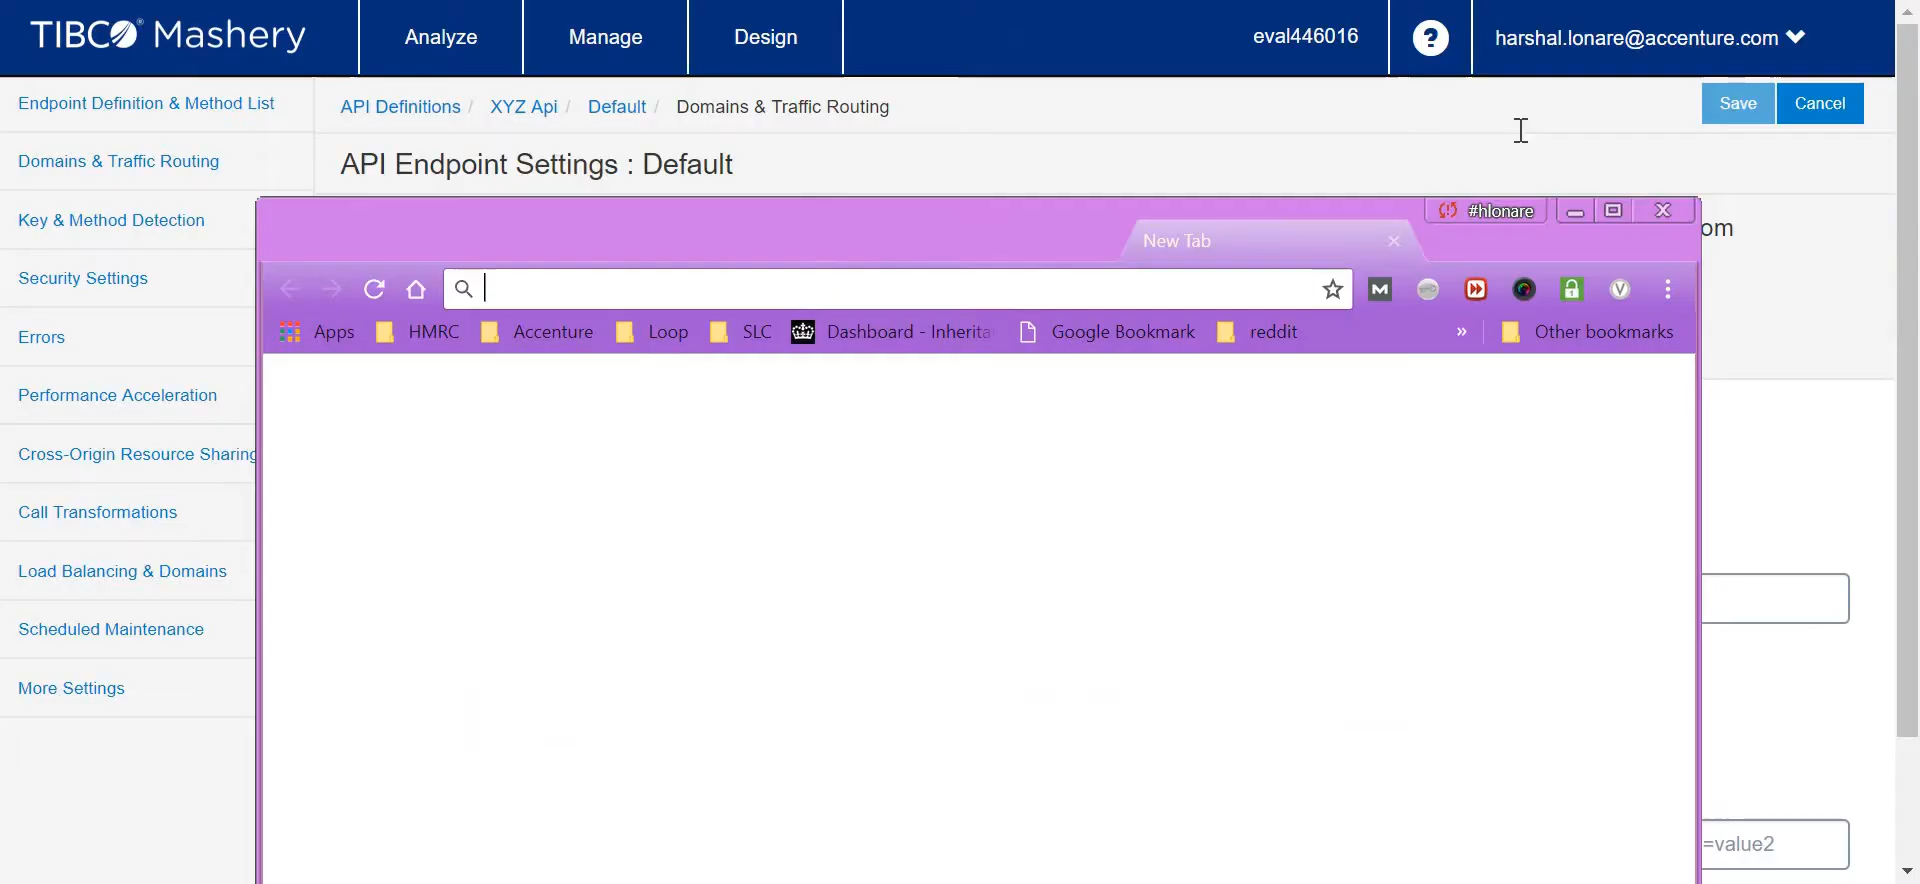 TIBCO Mashery
Analyze
Manage
Design
eval446016
?
harshal.lonare@accenture.com
Endpoint Definition & Method List
API Definitions / XYZ Api / Default / Domains & Traffic Routing
Save
Cancel
Domains & Traffic Routing
API Endpoint Settings : Default
Key & Method Detection
#hlonare
om
New Tab
Security Settings
Apps
HMRC
Accenture
Loop
SLC
Dashboard - Inherita
Google Bookmark
reddit
»
Other bookmarks
Errors
Performance Acceleration
Cross-Origin Resource Sharing
Call Transformations
Load Balancing & Domains
Scheduled Maintenance
More Settings
=value2